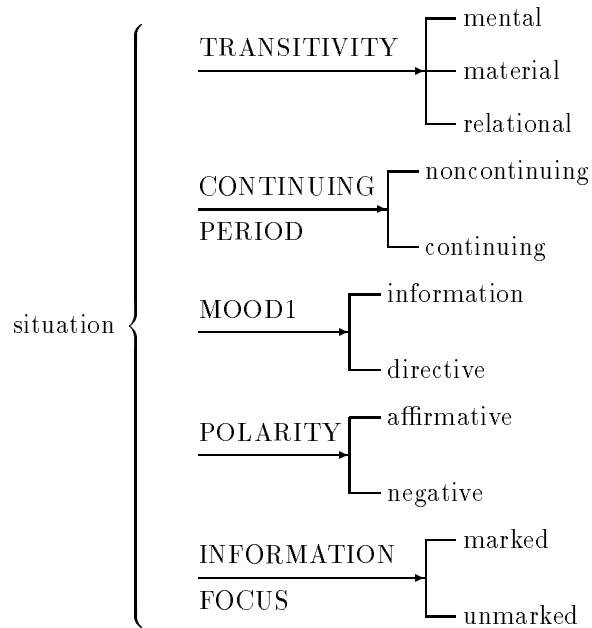 mental
TRANSITIVITY
material
relational
noncontinuing
CONTINUING
PERIOD
continuing
information
MOOD1
situation
directive
affirmative
POLARITY
negative
marked
INFORMATION
FOCUS
unmarked